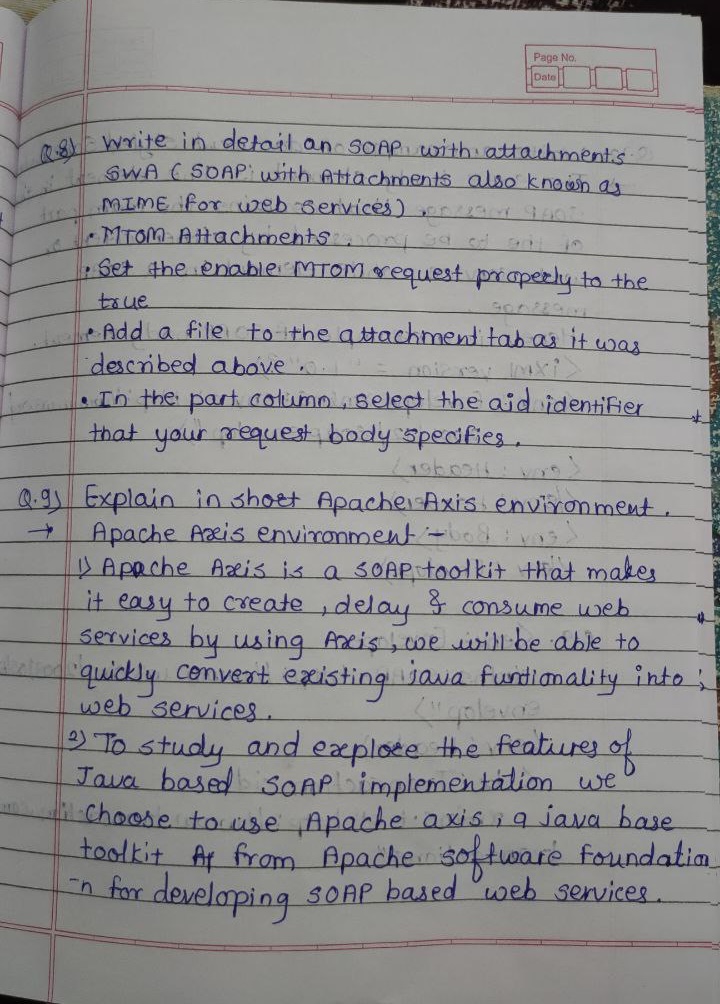 Page No.
Date
Q.8) Write in detail an SOAP with attachments
SWA ( SOAP with Attachments also known as
MIME for web services) .
• MTOM Attachments .
• Set the enable MTOM request properly to the
true
• Add a file to the attachment tab as it was
described above .
• In the part column, select the aid identifier
that your request body specifies .
Q.9) Explain in short Apache Axis environment .
→ Apache Axis environment :-
1) Apache Axis is a SOAP toolkit that makes
it easy to create , delay & consume web
services by using Axis , we will be able to
quickly convert existing java funtionality into
web services .
2) To study and explore the features of
Java based SOAP implementation we
choose to use Apache axis , a java base
toolkit from Apache software foundatio
-n for developing SOAP based web services .